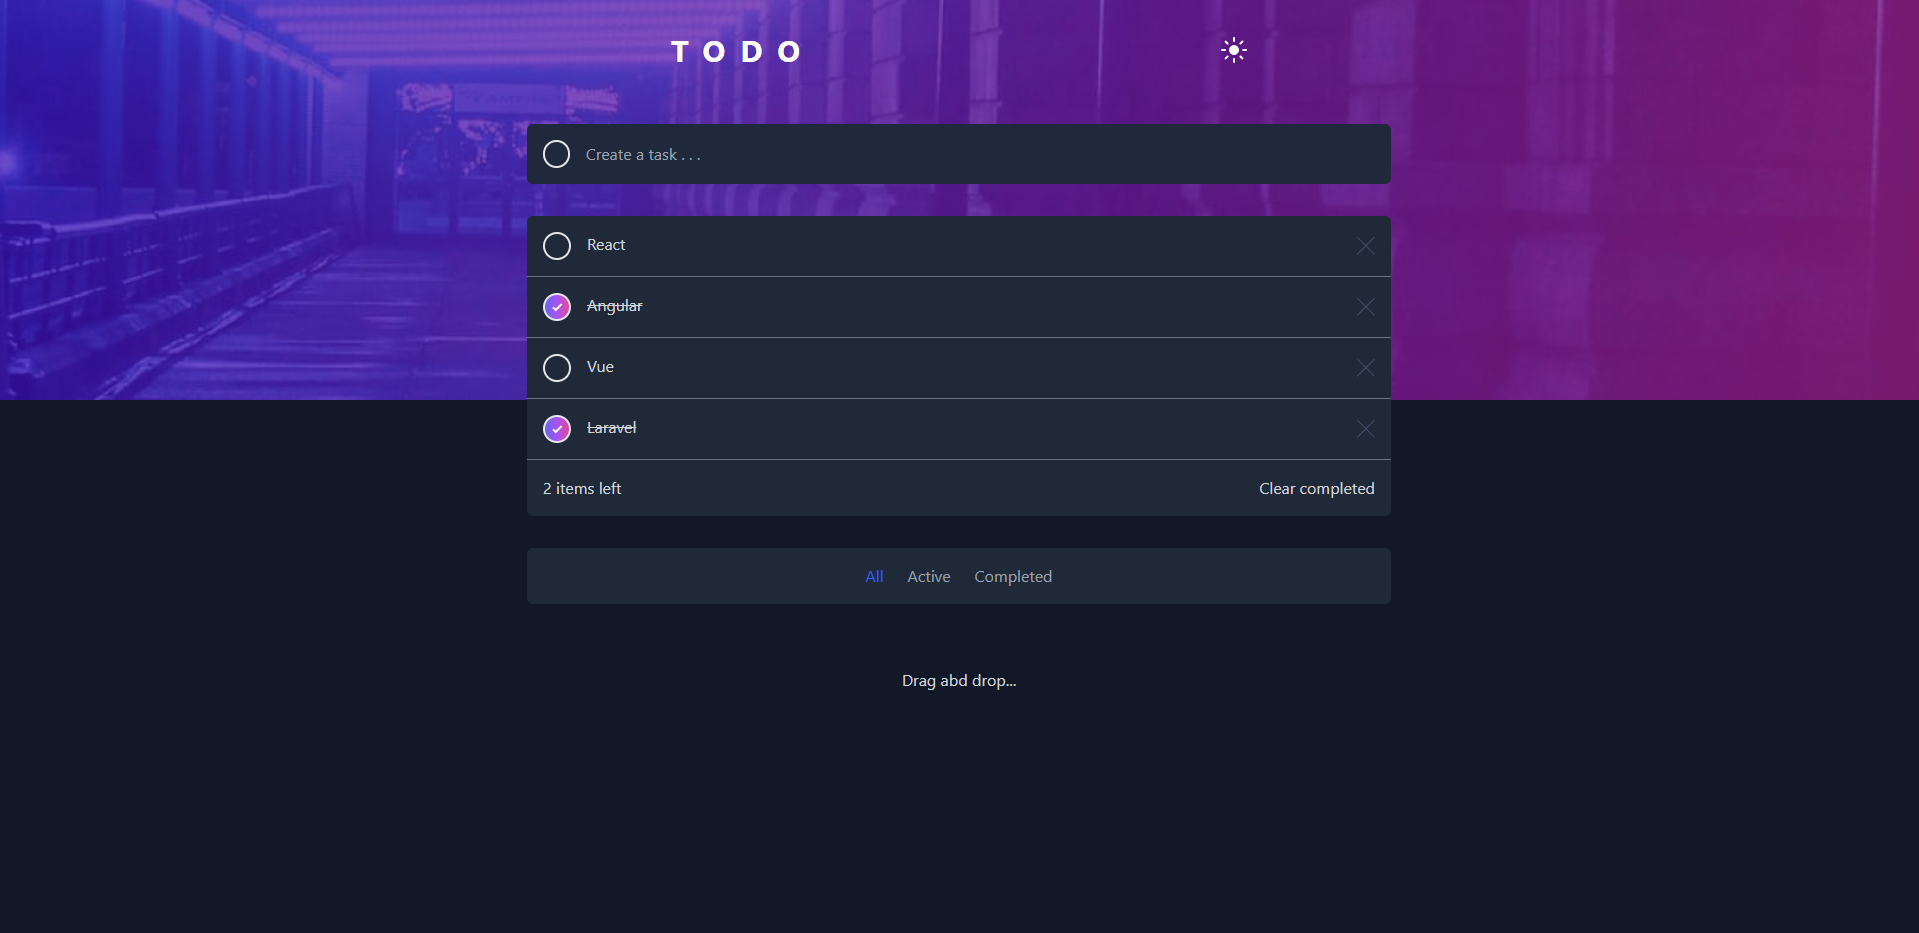 TODO
Create a task . . .
React
Angular
Vue
Laravel
2 items left Clear completed
All Active Completed
Drag abd drop...